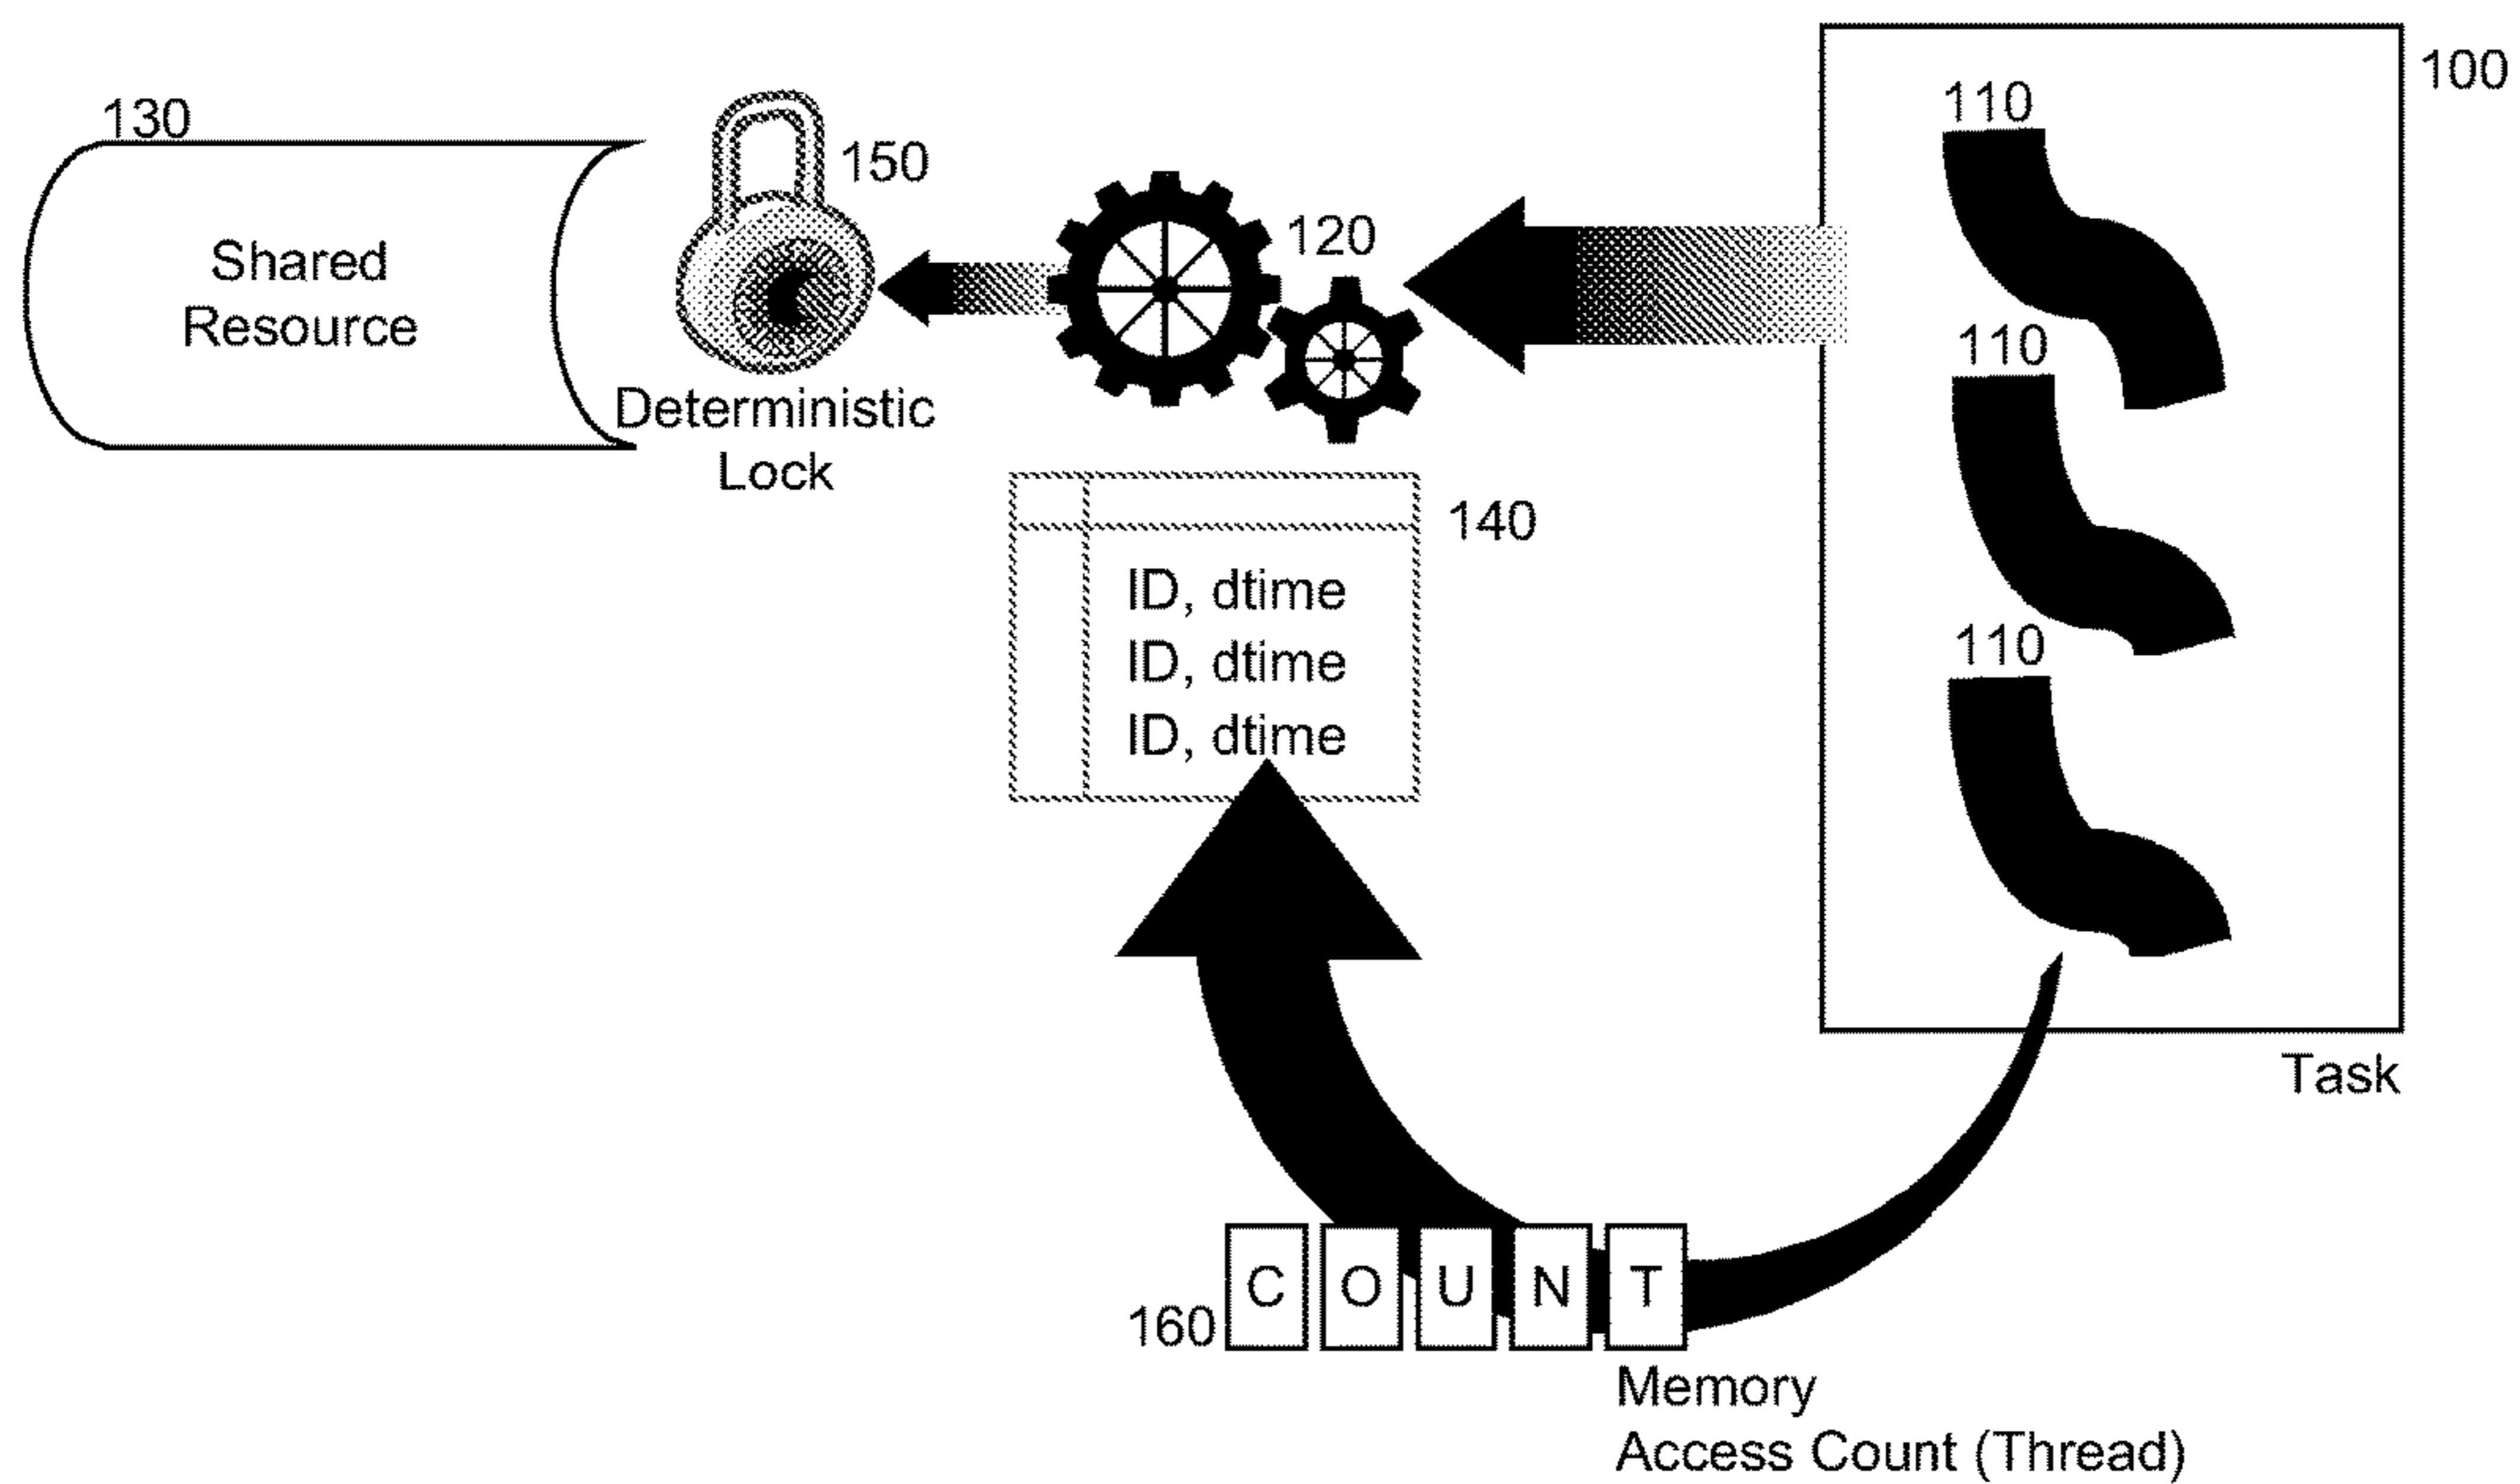 100
110
130
150
Shared
Resource
120
110
Deterministic
Lock
140
ID, dtime
ID, dtime
ID, dtime
110
Task
C O U N T
160
Memory
Access Count (Thread)